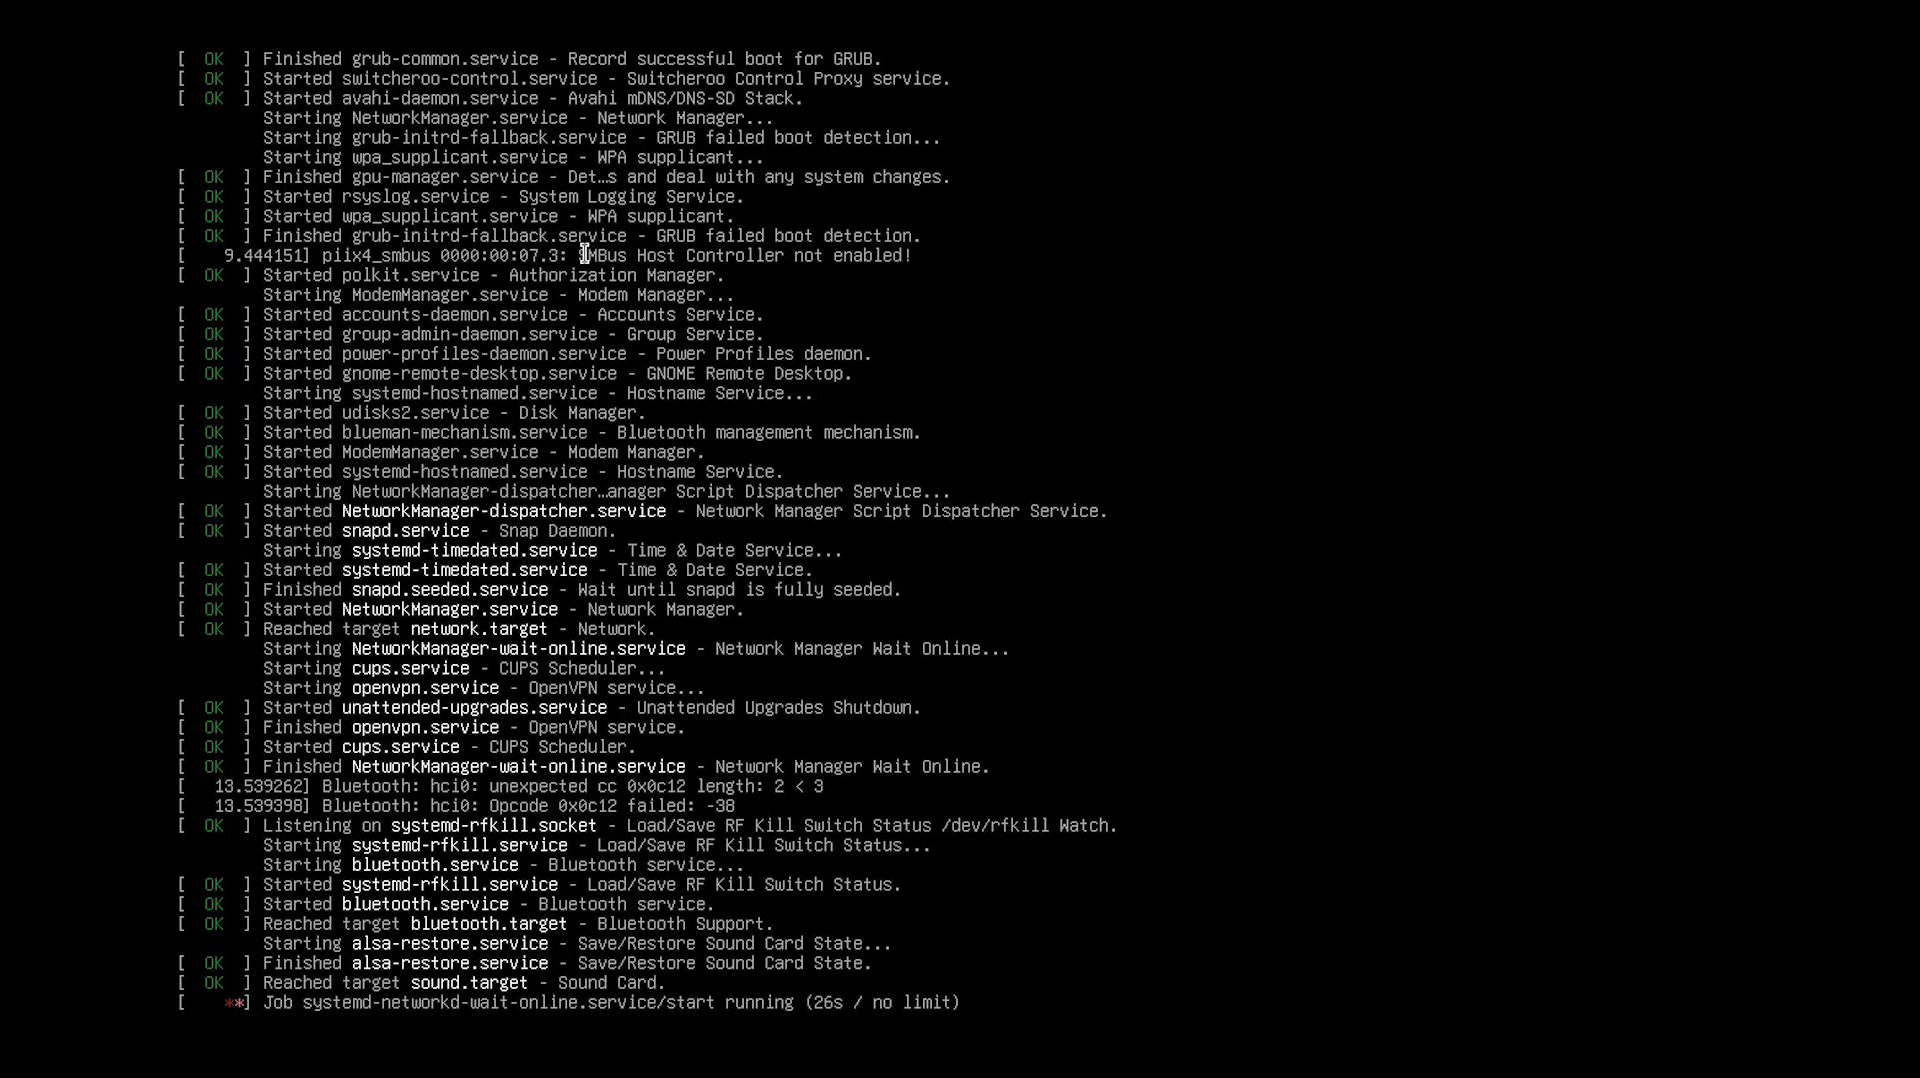 [  OK  ] Finished grub-common.service - Record successful boot for GRUB.
[  OK  ] Started switcheroo-control.service - Switcheroo Control Proxy service.
[  OK  ] Started avahi-daemon.service - Avahi mDNS/DNS-SD Stack.
Starting NetworkManager.service - Network Manager...
Starting grub-initrd-fallback.service - GRUB failed boot detection...
Starting wpa_supplicant.service - WPA supplicant...
[  OK  ] Finished gpu-manager.service - Det…s and deal with any system changes.
[  OK  ] Started rsyslog.service - System Logging Service.
[  OK  ] Started wpa_supplicant.service - WPA supplicant.
[  OK  ] Finished grub-initrd-fallback.service - GRUB failed boot detection.
[    9.444151] piix4_smbus 0000:00:07.3: SMBus Host Controller not enabled!
[  OK  ] Started polkit.service - Authorization Manager.
Starting ModemManager.service - Modem Manager...
[  OK  ] Started accounts-daemon.service - Accounts Service.
[  OK  ] Started group-admin-daemon.service - Group Service.
[  OK  ] Started power-profiles-daemon.service - Power Profiles daemon.
[  OK  ] Started gnome-remote-desktop.service - GNOME Remote Desktop.
Starting systemd-hostnamed.service - Hostname Service...
[  OK  ] Started udisks2.service - Disk Manager.
[  OK  ] Started blueman-mechanism.service - Bluetooth management mechanism.
[  OK  ] Started ModemManager.service - Modem Manager.
[  OK  ] Started systemd-hostnamed.service - Hostname Service.
Starting NetworkManager-dispatcher…anager Script Dispatcher Service...
[  OK  ] Started NetworkManager-dispatcher.service - Network Manager Script Dispatcher Service.
[  OK  ] Started snapd.service - Snap Daemon.
Starting systemd-timedated.service - Time & Date Service...
[  OK  ] Started systemd-timedated.service - Time & Date Service.
[  OK  ] Finished snapd.seeded.service - Wait until snapd is fully seeded.
[  OK  ] Started NetworkManager.service - Network Manager.
[  OK  ] Reached target network.target - Network.
Starting NetworkManager-wait-online.service - Network Manager Wait Online...
Starting cups.service - CUPS Scheduler...
Starting openvpn.service - OpenVPN service...
[  OK  ] Started unattended-upgrades.service - Unattended Upgrades Shutdown.
[  OK  ] Finished openvpn.service - OpenVPN service.
[  OK  ] Started cups.service - CUPS Scheduler.
[  OK  ] Finished NetworkManager-wait-online.service - Network Manager Wait Online.
[   13.539262] Bluetooth: hci0: unexpected cc 0x0c12 length: 2 < 3
[   13.539398] Bluetooth: hci0: Opcode 0x0c12 failed: -38
[  OK  ] Listening on systemd-rfkill.socket - Load/Save RF Kill Switch Status /dev/rfkill Watch.
Starting systemd-rfkill.service - Load/Save RF Kill Switch Status...
Starting bluetooth.service - Bluetooth service...
[  OK  ] Started systemd-rfkill.service - Load/Save RF Kill Switch Status.
[  OK  ] Started bluetooth.service - Bluetooth service.
[  OK  ] Reached target bluetooth.target - Bluetooth Support.
Starting alsa-restore.service - Save/Restore Sound Card State...
[  OK  ] Finished alsa-restore.service - Save/Restore Sound Card State.
[  OK  ] Reached target sound.target - Sound Card.
[    **] Job systemd-networkd-wait-online.service/start running (26s / no limit)